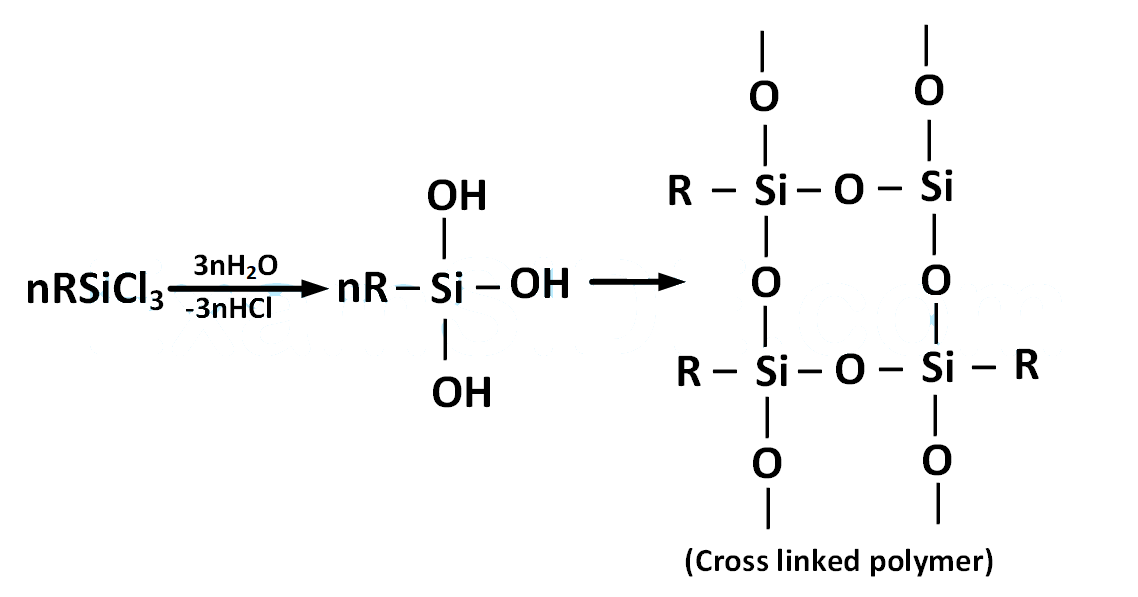 nRSiCl₃
3nH₂O
-3nHCl
OH
nR – Si – OH
OH
O O
R – Si – O – Si
O O
R – Si – O – Si – R
O O
(Cross linked polymer)